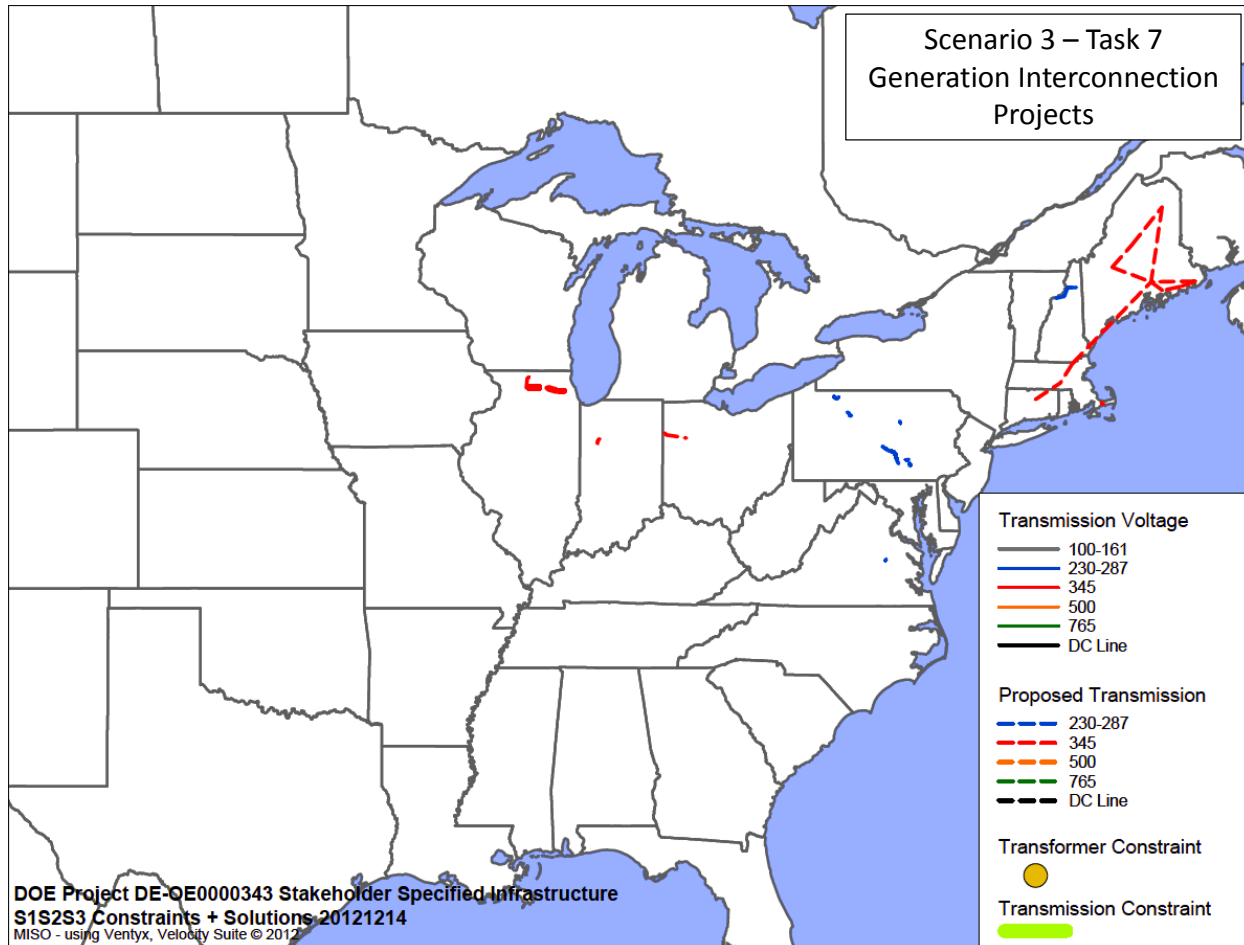 Scenario 3 – Task 7
Generation Interconnection
Projects
Transmission Voltage
100-161
230-287
345
500
765
DC Line
Proposed Transmission
230-287
345
500
765
DC Line
Transformer Constraint
Transmission Constraint
DOE Project DE-OE0000343 Stakeholder Specified Infrastructure
S1S2S3 Constraints + Solutions 20121214
MISO - using Ventyx, Velocity Suite © 2012